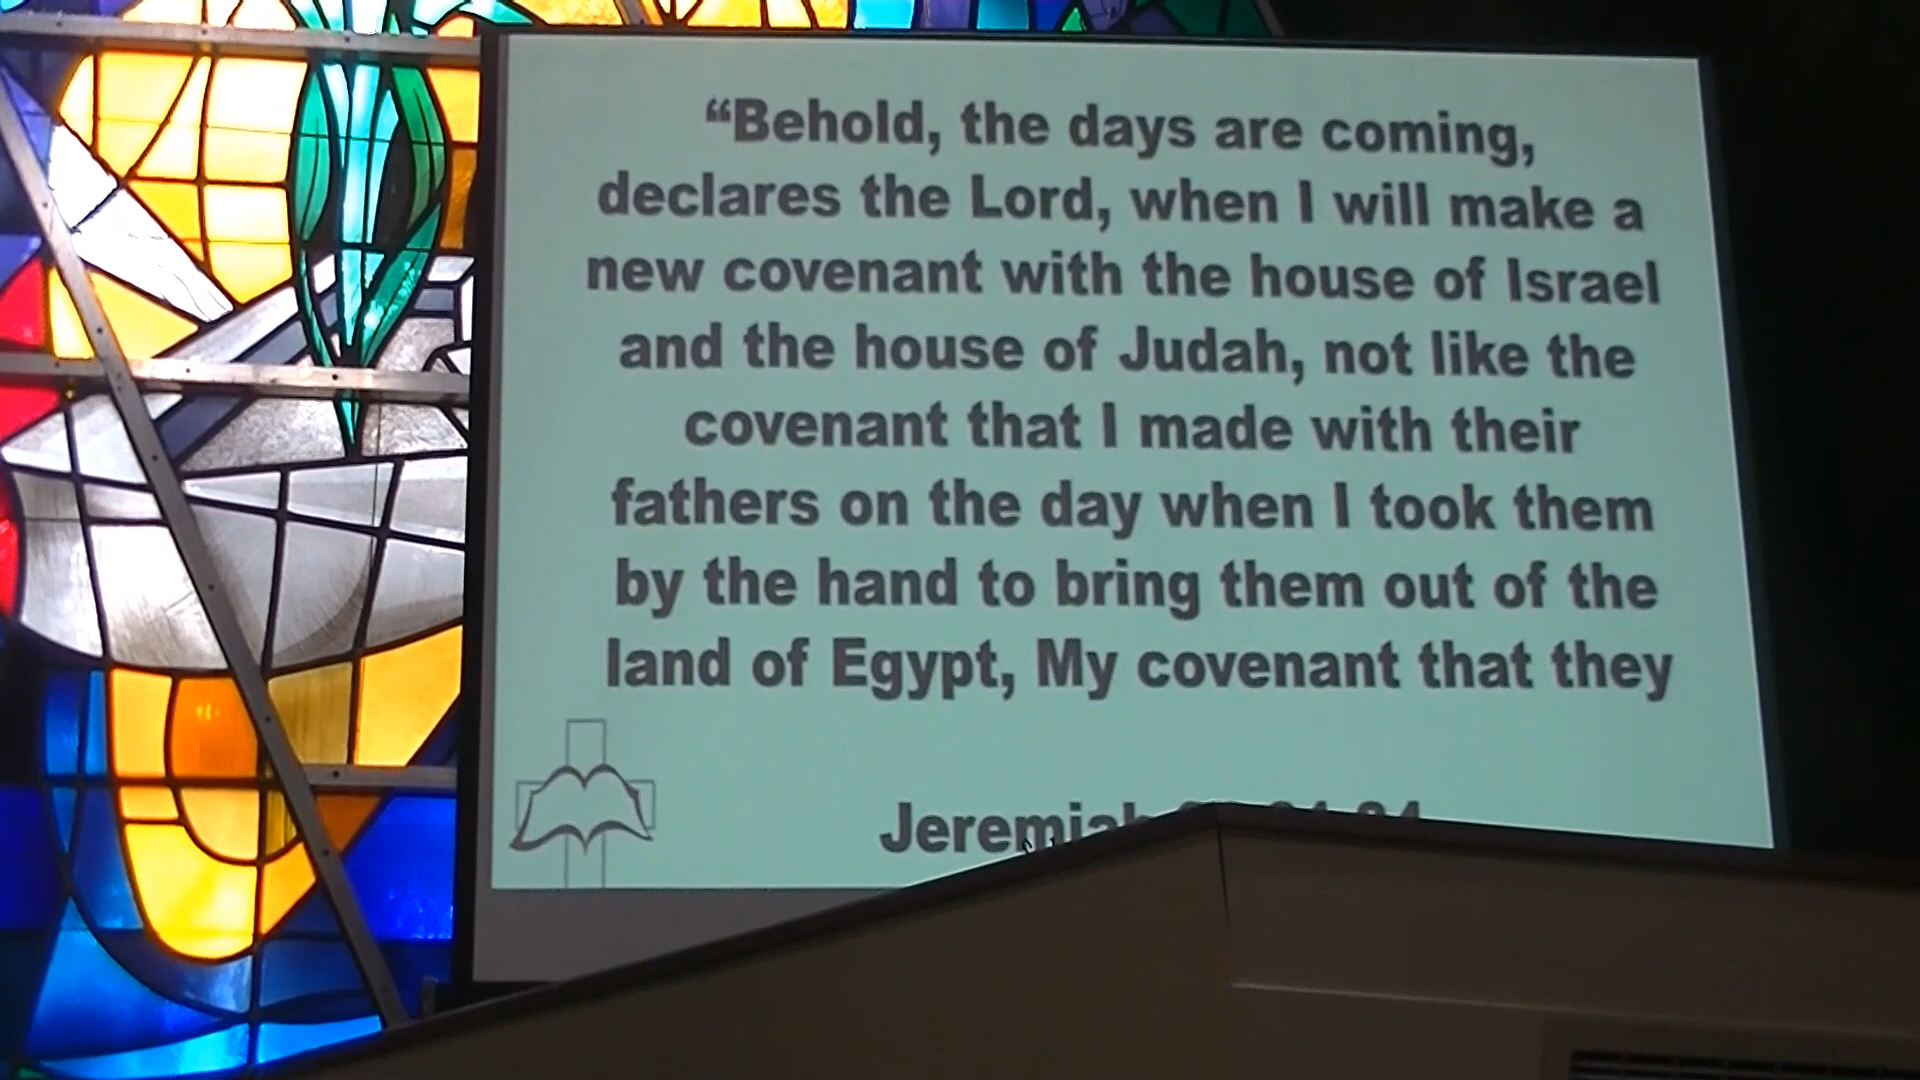 “Behold, the days are coming,
declares the Lord, when I will make a
new covenant with the house of Israel
and the house of Judah, not like the
covenant that I made with their
fathers on the day when I took them
by the hand to bring them out of the
land of Egypt, My covenant that they
Jeremiah